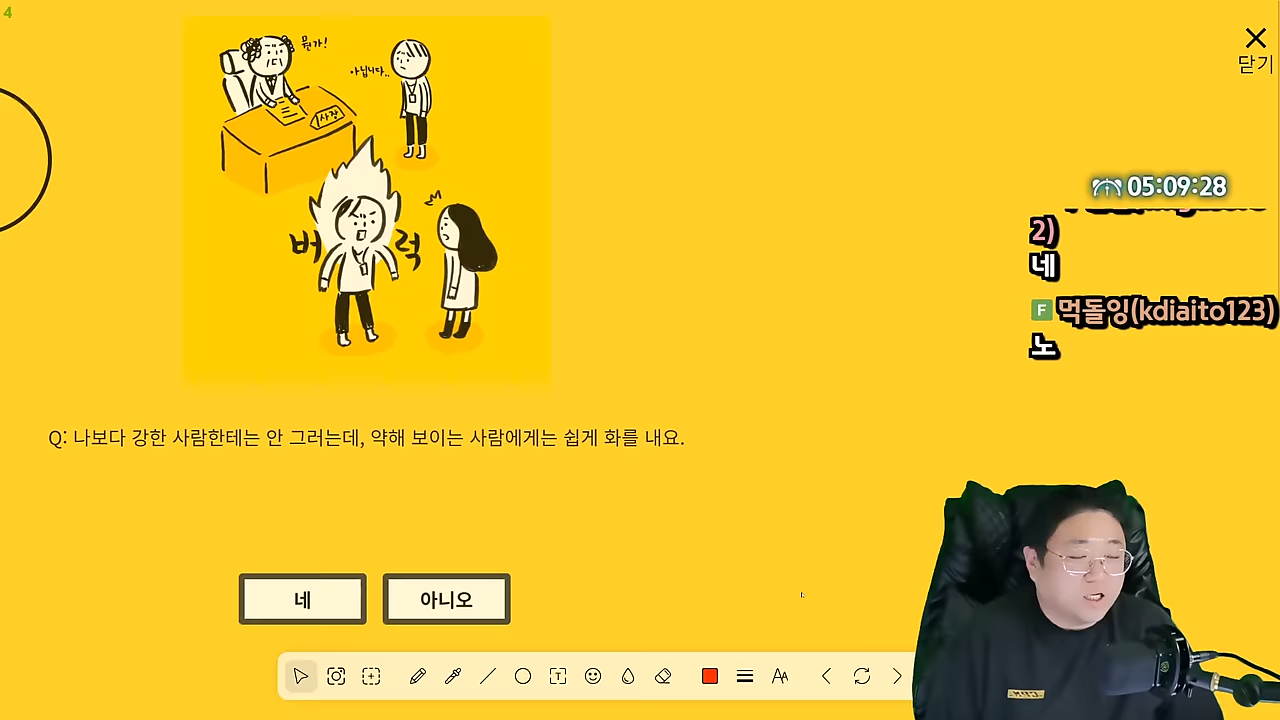 4
뭔가!
아닙니다..
사장
버
럭
닫기
05:09:28
2)
네
F 먹돌잉(kdiaito123)
노
Q: 나보다 강한 사람한테는 안 그러는데, 약해 보이는 사람에게는 쉽게 화를 내요.
네
아니오